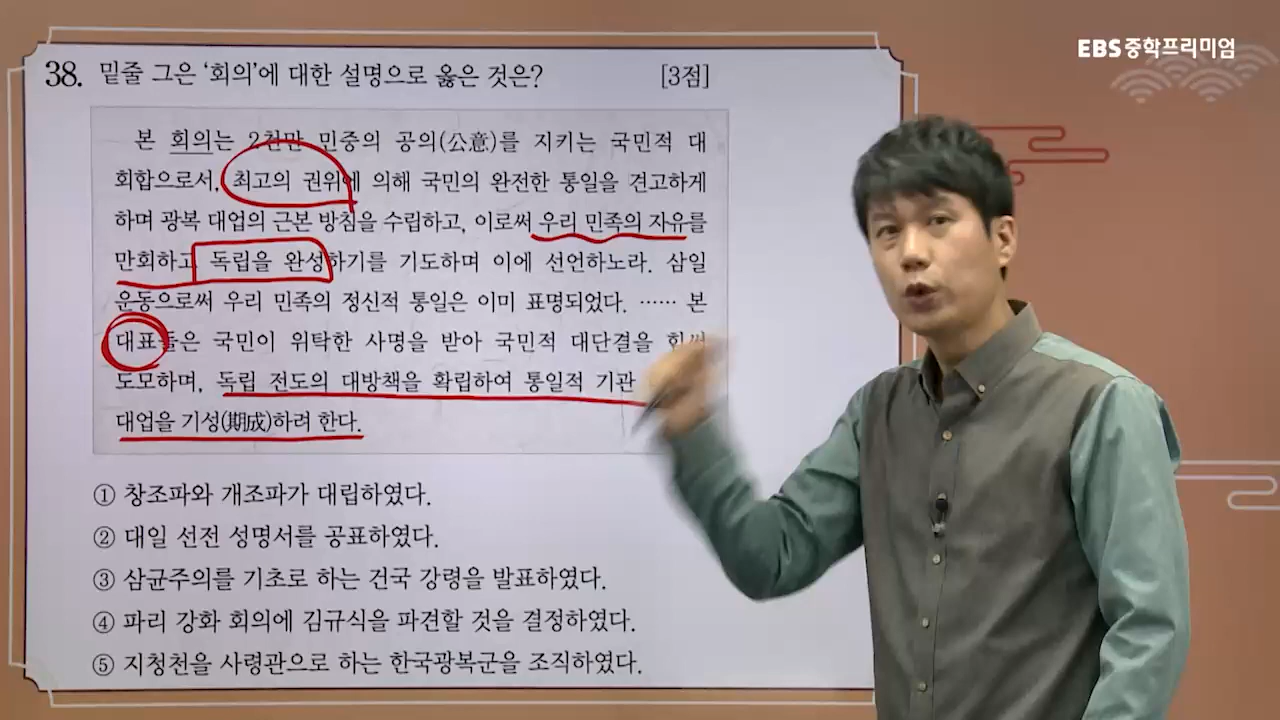 EBS 중학프리미엄
38. 밑줄 그은 ‘회의’에 대한 설명으로 옳은 것은? [3점]
본 회의는 2천만 민중의 공의(公意)를 지키는 국민적 대
회합으로서, 최고의 권위에 의해 국민의 완전한 통일을 견고하게
하며 광복 대업의 근본 방침을 수립하고, 이로써 우리 민족의 자유를
만회하고 독립을 완성하기를 기도하며 이에 선언하노라. 삼일
운동으로써 우리 민족의 정신적 통일은 이미 표명되었다. …… 본
대표들은 국민이 위탁한 사명을 받아 국민적 대단결을 힘써
도모하며, 독립 전도의 대방책을 확립하여 통일적 기관
대업을 기성(期成)하려 한다.
① 창조파와 개조파가 대립하였다.
② 대일 선전 성명서를 공표하였다.
③ 삼균주의를 기초로 하는 건국 강령을 발표하였다.
④ 파리 강화 회의에 김규식을 파견할 것을 결정하였다.
⑤ 지청천을 사령관으로 하는 한국광복군을 조직하였다.